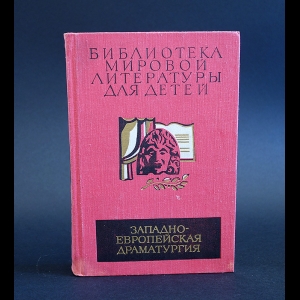 БИБЛИОТЕКА
МИРОВОЙ
ЛИТЕРАТУРЫ
ДЛЯ ДЕТЕЙ
ЗАПАДНО-
ЕВРОПЕЙСКАЯ
ДРАМАТУРГИЯ